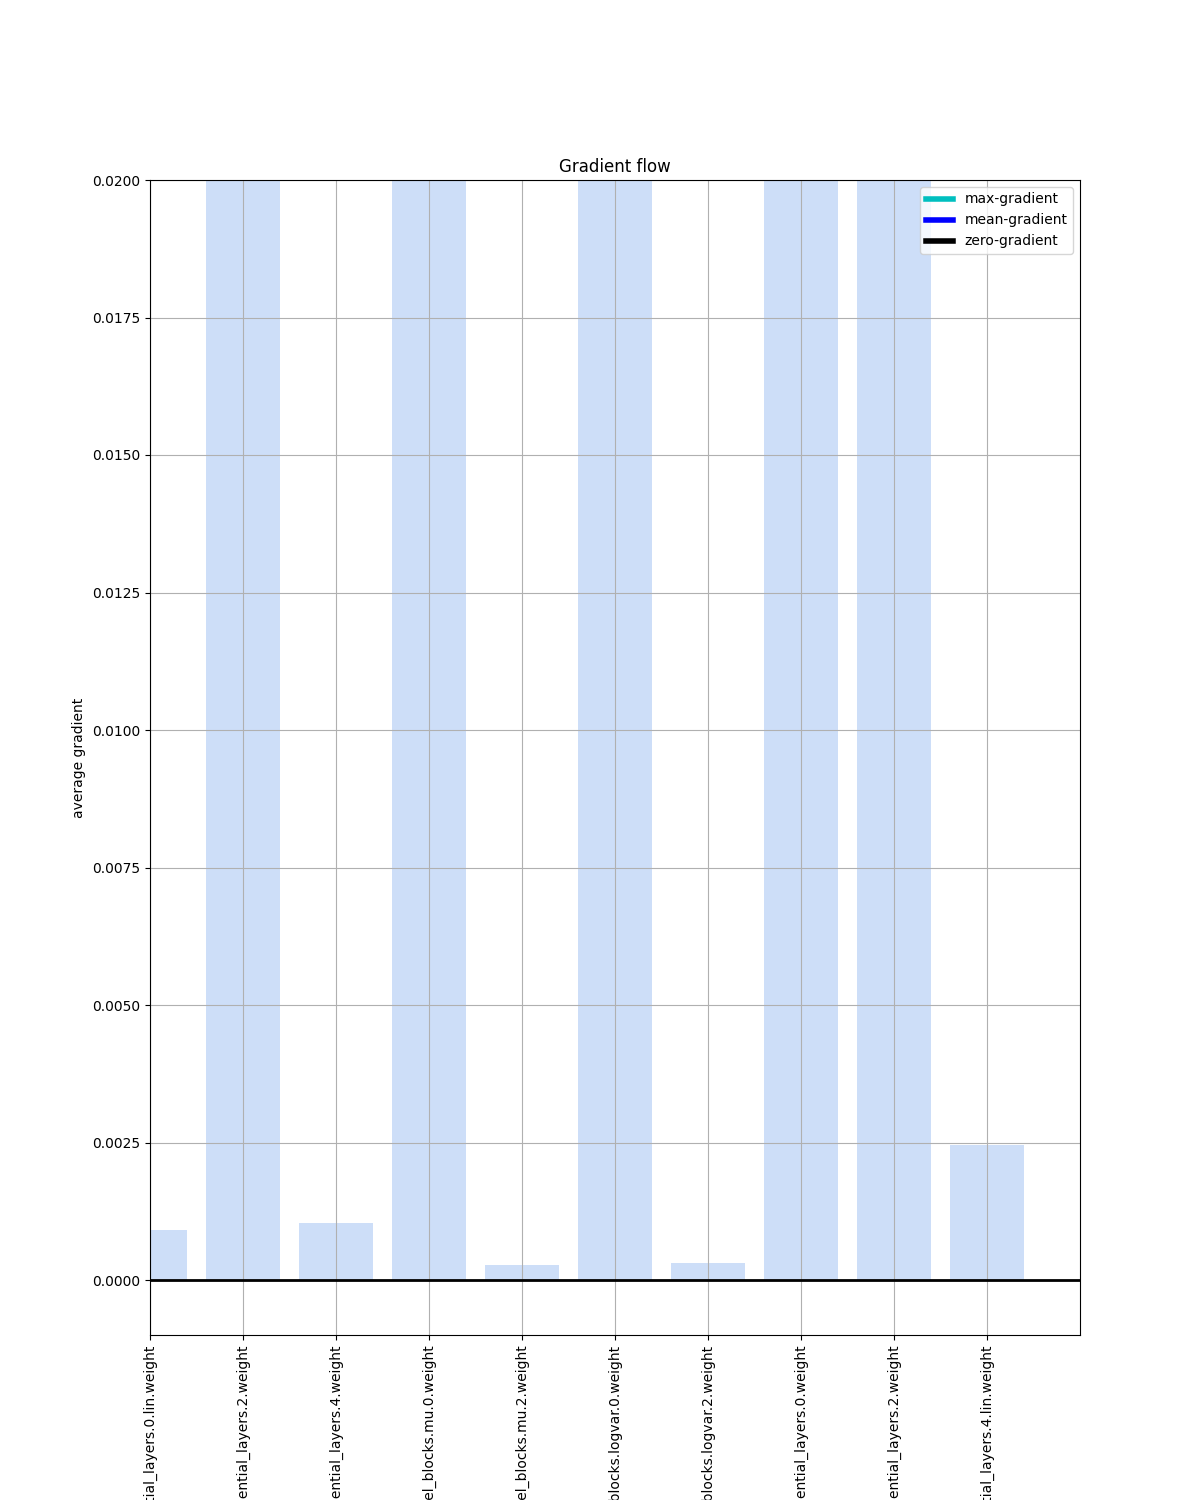 Gradient flow
max-gradient
mean-gradient
zero-gradient
0.0200
0.0175
0.0150
0.0125
0.0100
0.0075
0.0050
0.0025
0.0000
average gradient
tial_layers.0.lin.weight
ential_layers.2.weight
ential_layers.4.weight
el_blocks.mu.0.weight
el_blocks.mu.2.weight
blocks.logvar.0.weight
blocks.logvar.2.weight
ential_layers.0.weight
ential_layers.2.weight
tial_layers.4.lin.weight